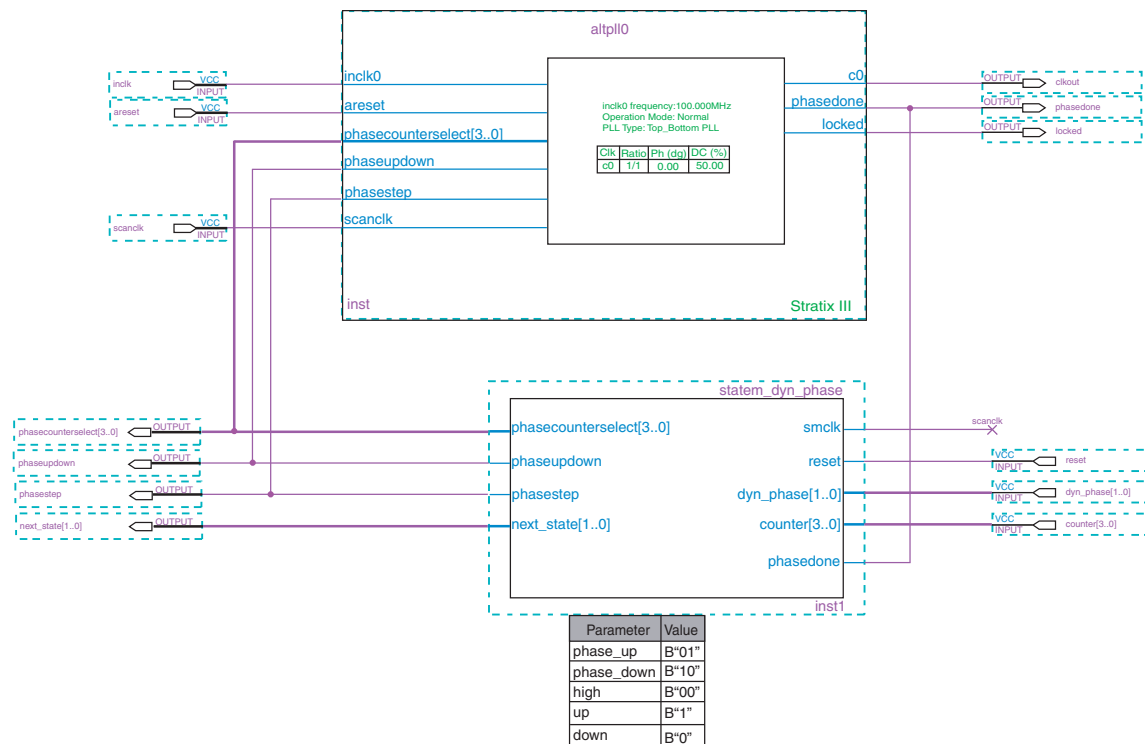 altpll0
inclk VCC INPUT
areset VCC INPUT
scanclk VCC INPUT
inclk0
areset
phasecounterselect[3..0]
phaseupdown
phasestep
scanclk
inclk0 frequency:100.000MHz
Operation Mode: Normal
PLL Type: Top_Bottom PLL
Clk Ratio Ph (dg) DC (%)
c0 1/1 0.00 50.00
c0
phasedone
locked
OUTPUT clkout
OUTPUT phasedone
OUTPUT locked
inst
Stratix III
statem_dyn_phase
phasecounterselect[3..0] OUTPUT
phaseupdown OUTPUT
phasestep OUTPUT
next_state[1..0] OUTPUT
phasecounterselect[3..0]
phaseupdown
phasestep
next_state[1..0]
smclk
reset
dyn_phase[1..0]
counter[3..0]
phasedone
scanclk
VCC INPUT reset
VCC INPUT dyn_phase[1..0]
VCC INPUT counter[3..0]
inst1
Parameter Value
phase_up B“01”
phase_down B“10”
high B“00”
up B“1”
down B“0”